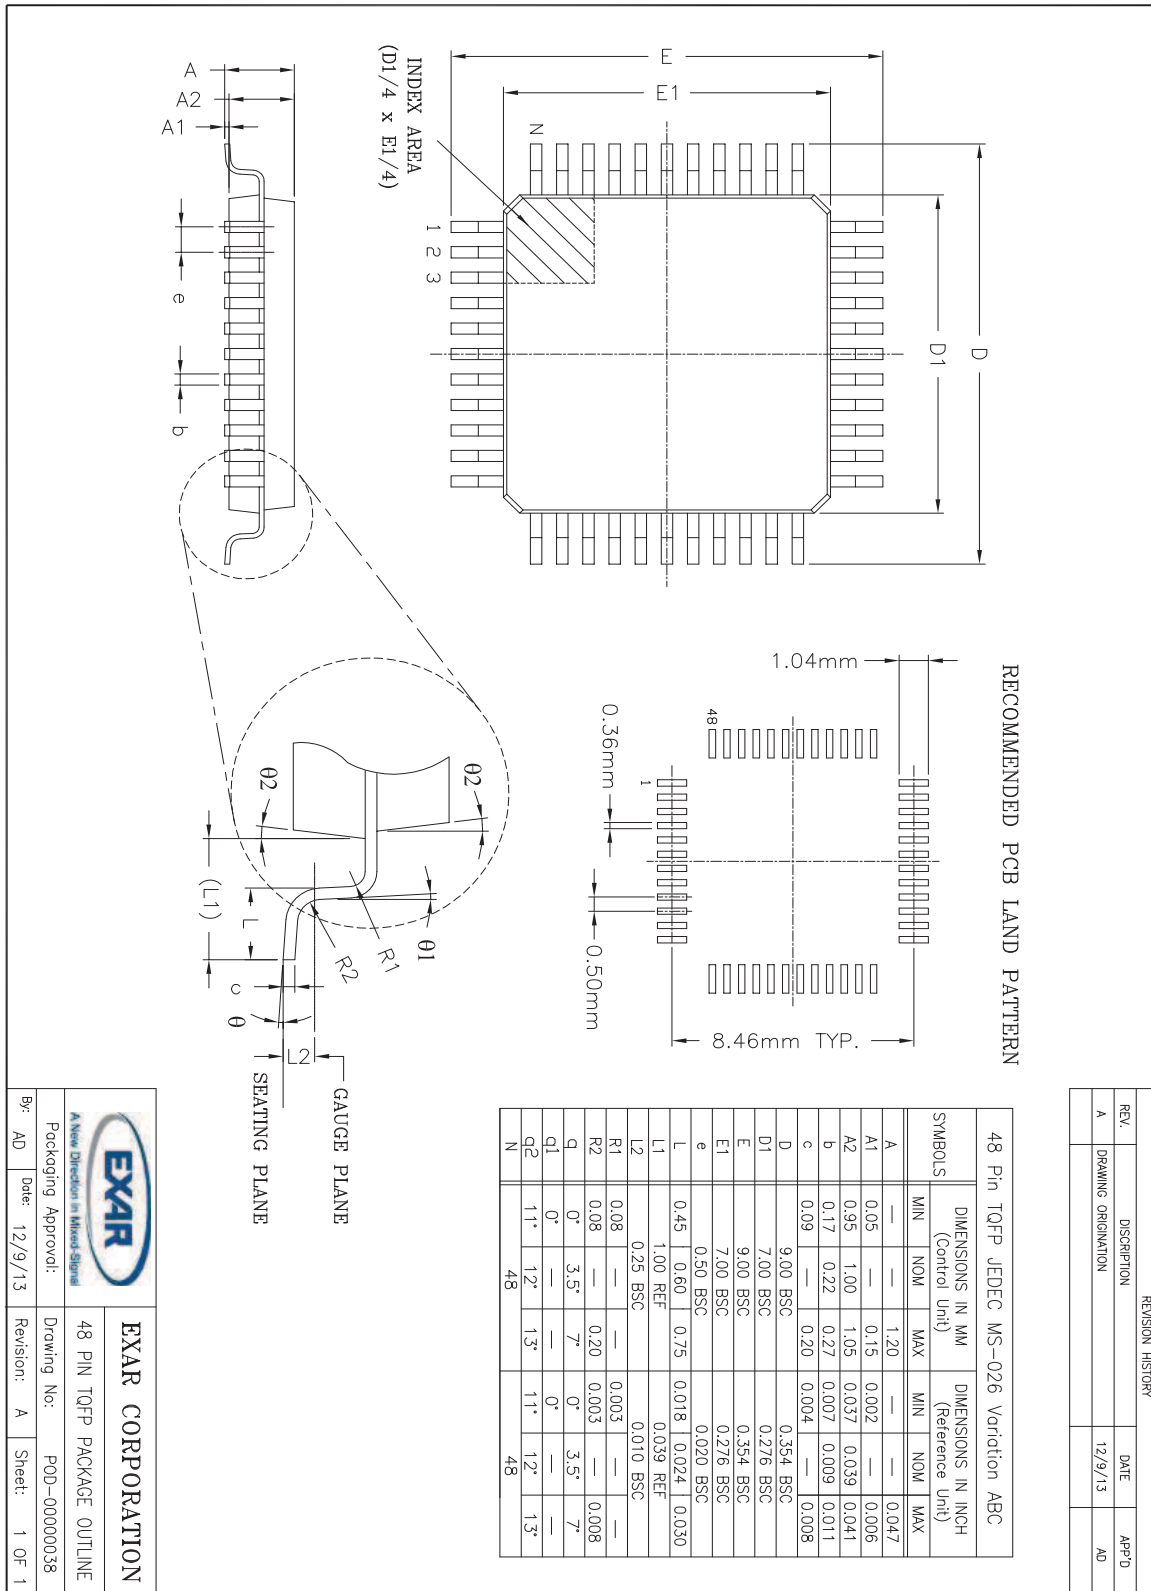 REVISION HISTORY
REV. DISCRIPTION DATE APP'D
A DRAWING ORIGINATION 12/9/13 AD
E
E1
D
D1
N
1 2 3
INDEX AREA
(D1/4 x E1/4)
A
A2
A1
e
b
RECOMMENDED PCB LAND PATTERN
1.04mm
48
1
0.36mm
0.50mm
8.46mm TYP.
θ2
θ2
θ1
R1
R2
(L1)
L
c
θ
L2
GAUGE PLANE
SEATING PLANE
48 Pin TQFP JEDEC MS-026 Variation ABC
SYMBOLS DIMENSIONS IN MM (Control Unit) DIMENSIONS IN INCH (Reference Unit)
MIN NOM MAX MIN NOM MAX
A — — 1.20 — — 0.047
A1 0.05 — 0.15 0.002 — 0.006
A2 0.95 1.00 1.05 0.037 0.039 0.041
b 0.17 0.22 0.27 0.007 0.009 0.011
c 0.09 — 0.20 0.004 — 0.008
D 9.00 BSC 0.354 BSC
D1 7.00 BSC 0.276 BSC
E 9.00 BSC 0.354 BSC
E1 7.00 BSC 0.276 BSC
e 0.50 BSC 0.020 BSC
L 0.45 0.60 0.75 0.018 0.024 0.030
L1 1.00 REF 0.039 REF
L2 0.25 BSC 0.010 BSC
R1 0.08 — — 0.003 — —
R2 0.08 — 0.20 0.003 — 0.008
q 0° 3.5° 7° 0° 3.5° 7°
q1 0° — — 0° — —
q2 11° 12° 13° 11° 12° 13°
N 48 48
EXAR
A New Direction in Mixed-Signal
EXAR CORPORATION
48 PIN TQFP PACKAGE OUTLINE
Packaging Approval:
Drawing No: POD-00000038
By: AD Date: 12/9/13 Revision: A Sheet: 1 OF 1